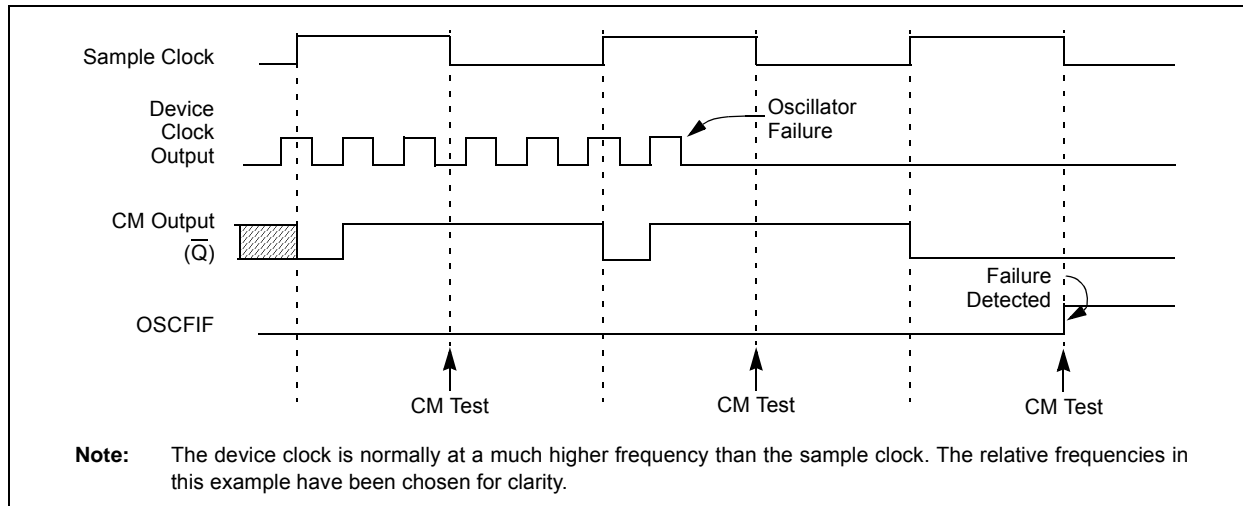 Sample Clock
Device
Clock
Output
Oscillator
Failure
CM Output
(Q̅)
Failure
Detected
OSCFIF
CM Test
CM Test
CM Test
Note: The device clock is normally at a much higher frequency than the sample clock. The relative frequencies in
this example have been chosen for clarity.